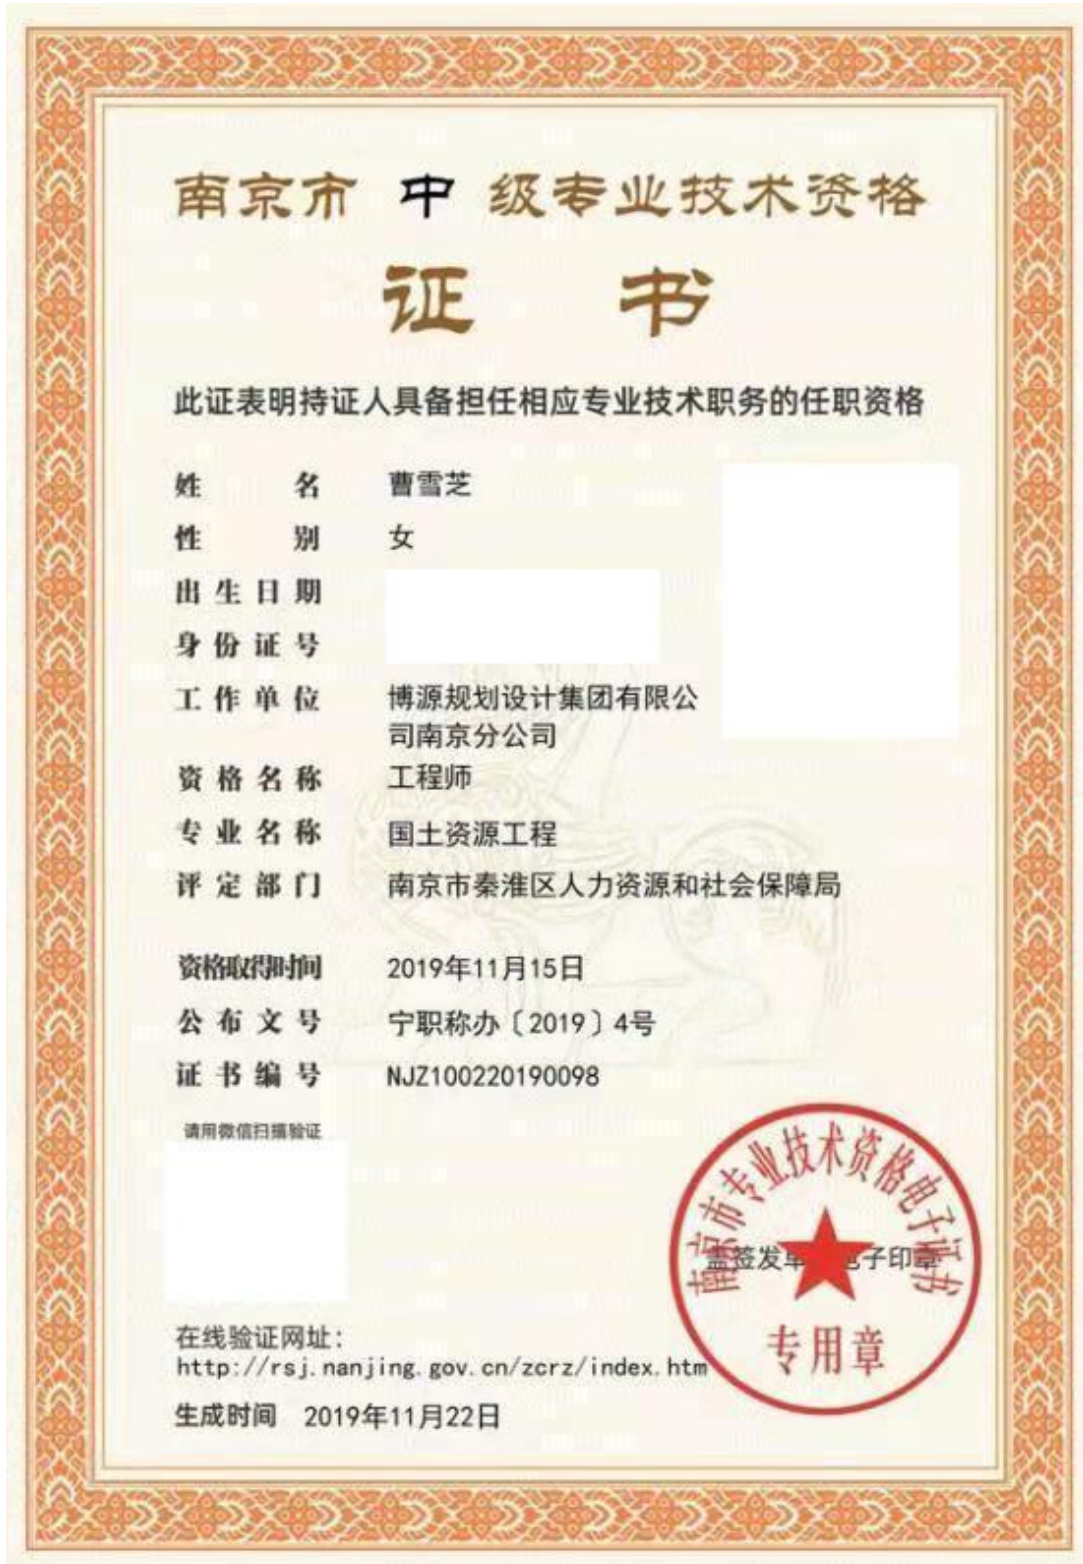 南京市 中 级专业技术资格
证 书
此证表明持证人具备担任相应专业技术职务的任职资格
姓 名 曹雪芝
性 别 女
出生日期
身份证号
工作单位 博源规划设计集团有限公
司南京分公司
资格名称 工程师
专业名称 国土资源工程
评定部门 南京市秦淮区人力资源和社会保障局
资格取得时间 2019年11月15日
公布文号 宁职称办〔2019〕4号
证书编号 NJZ100220190098
请用微信扫描验证
南京市专业技术资格电子证书
盖签发单 电子印章
专用章
在线验证网址:
http://rsj.nanjing.gov.cn/zcrz/index.htm
生成时间 2019年11月22日